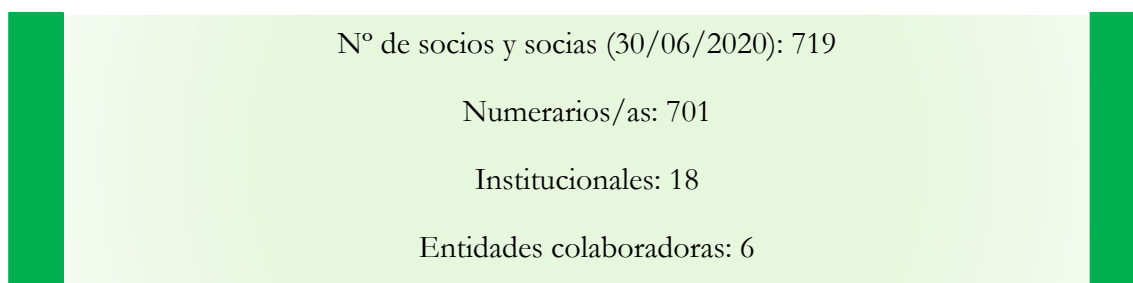 Nº de socios y socias (30/06/2020): 719
Numerarios/as: 701
Institucionales: 18
Entidades colaboradoras: 6